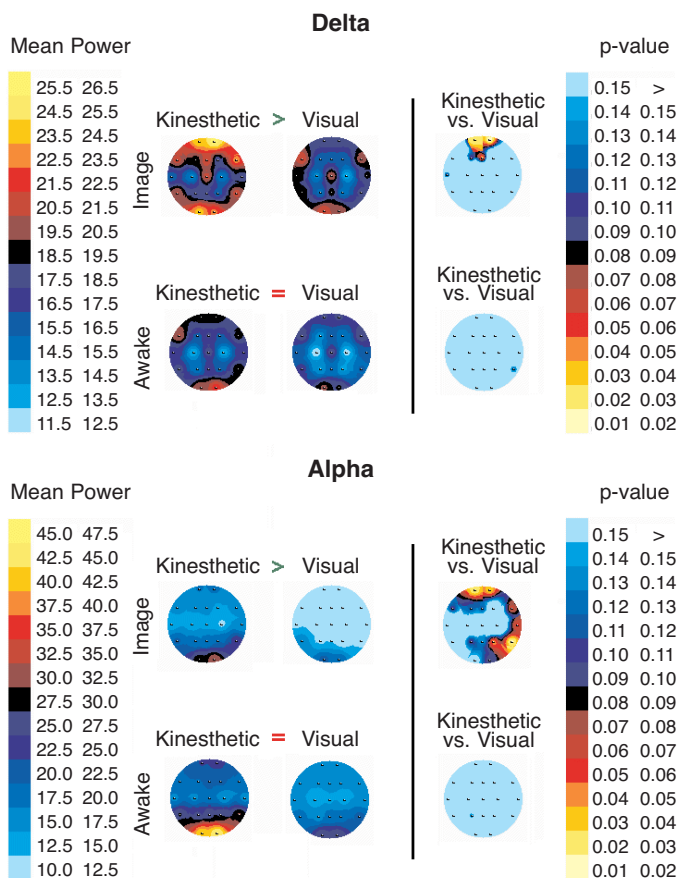 Delta
Mean Power
p-value
25.5 26.5
24.5 25.5
23.5 24.5
22.5 23.5
21.5 22.5
20.5 21.5
19.5 20.5
18.5 19.5
17.5 18.5
16.5 17.5
15.5 16.5
14.5 15.5
13.5 14.5
12.5 13.5
11.5 12.5
Image
Kinesthetic > Visual
Kinesthetic
vs. Visual
Awake
Kinesthetic = Visual
Kinesthetic
vs. Visual
0.15 >
0.14 0.15
0.13 0.14
0.12 0.13
0.11 0.12
0.10 0.11
0.09 0.10
0.08 0.09
0.07 0.08
0.06 0.07
0.05 0.06
0.04 0.05
0.03 0.04
0.02 0.03
0.01 0.02
Alpha
Mean Power
p-value
45.0 47.5
42.5 45.0
40.0 42.5
37.5 40.0
35.0 37.5
32.5 35.0
30.0 32.5
27.5 30.0
25.0 27.5
22.5 25.0
20.0 22.5
17.5 20.0
15.0 17.5
12.5 15.0
10.0 12.5
Image
Kinesthetic > Visual
Kinesthetic
vs. Visual
Awake
Kinesthetic = Visual
Kinesthetic
vs. Visual
0.15 >
0.14 0.15
0.13 0.14
0.12 0.13
0.11 0.12
0.10 0.11
0.09 0.10
0.08 0.09
0.07 0.08
0.06 0.07
0.05 0.06
0.04 0.05
0.03 0.04
0.02 0.03
0.01 0.02